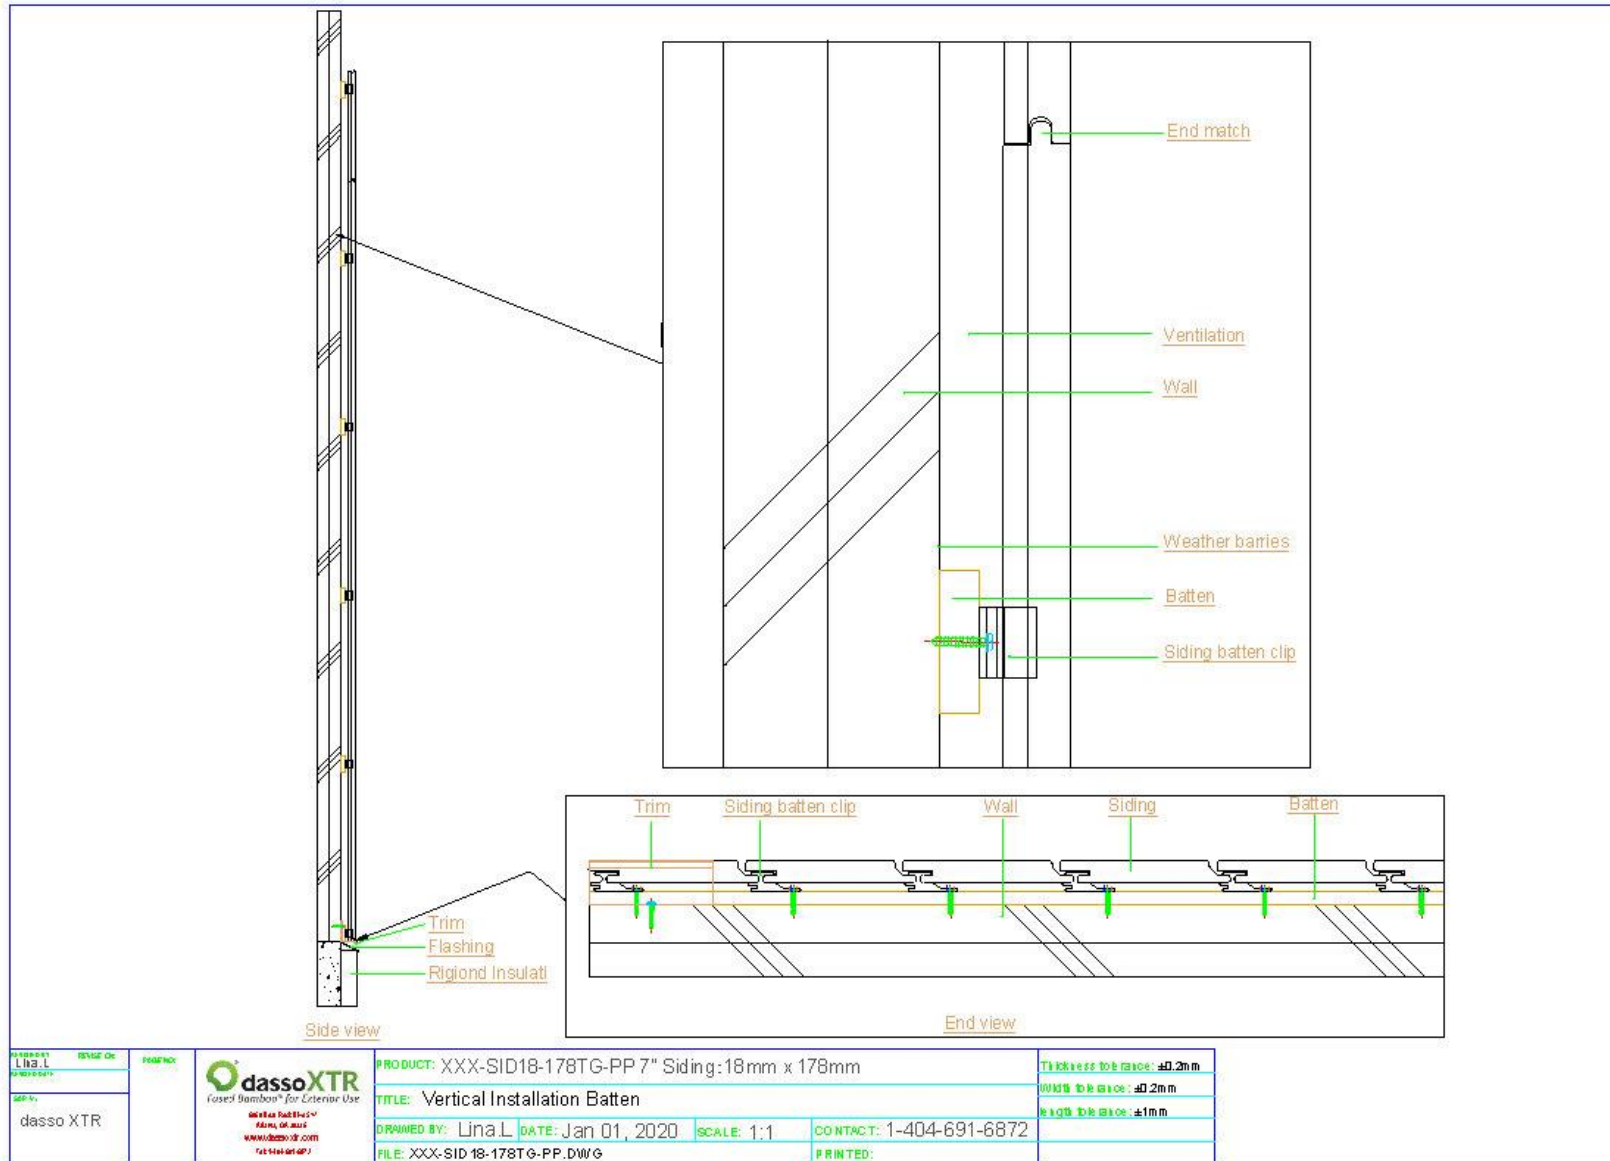 End match
Ventilation
Wall
Weather barries
Batten
Siding batten clip
Trim
Siding batten clip
Wall
Siding
Batten
Trim
Flashing
Rigiond Insulati
Side view
End view
Lina.L
dasso XTR
dassoXTR
Fused Bamboo® for Exterior Use
PRODUCT: XXX-SID18-178TG-PP 7" Siding:18mm x 178mm
TITLE: Vertical Installation Batten
DRAWED BY: Lina.L DATE: Jan 01, 2020 SCALE: 1:1 CONTACT: 1-404-691-6872
FILE: XXX-SID18-178TG-PP.DWG PRINTED:
Thickness tolerance: ±0.2mm
Width tolerance: ±0.2mm
length tolerance: ±1mm